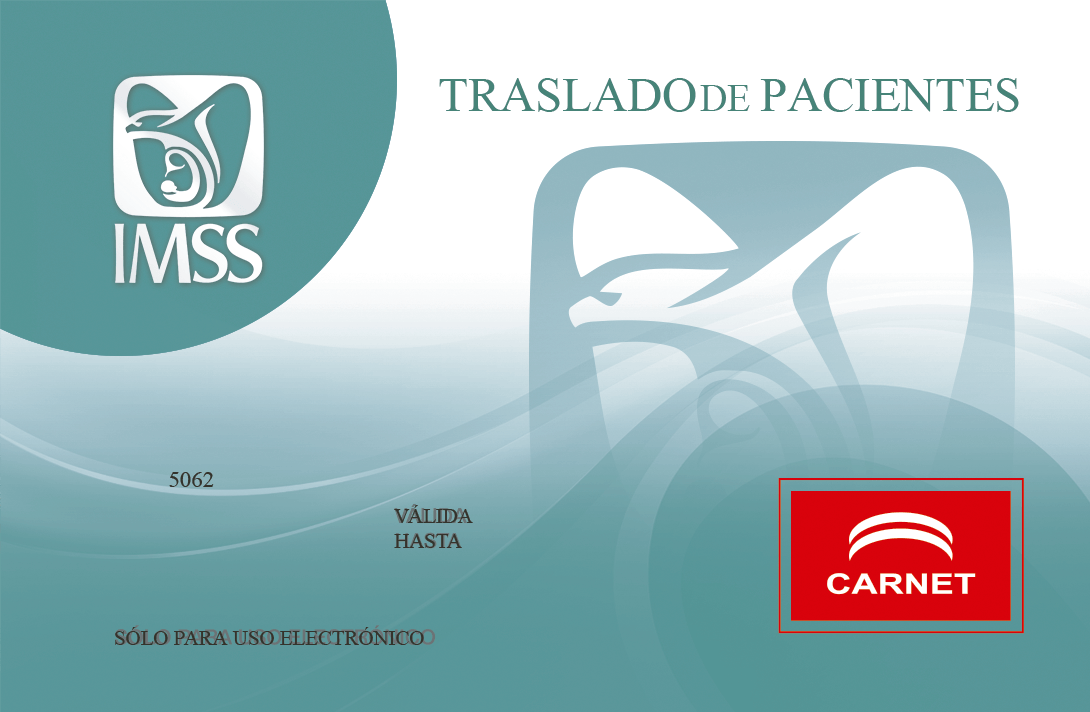 TRASLADO DE PACIENTES
IMSS
5062
VÁLIDA
HASTA
CARNET
SÓLO PARA USO ELECTRÓNICO